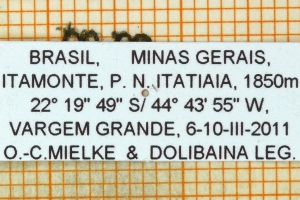 BRASIL, MINAS GERAIS,
ITAMONTE, P. N. ITATIAIA, 1850m
22° 19" 49" S/ 44° 43' 55" W,
VARGEM GRANDE, 6-10-III-2011
O.-C.MIELKE & DOLIBAINA LEG.